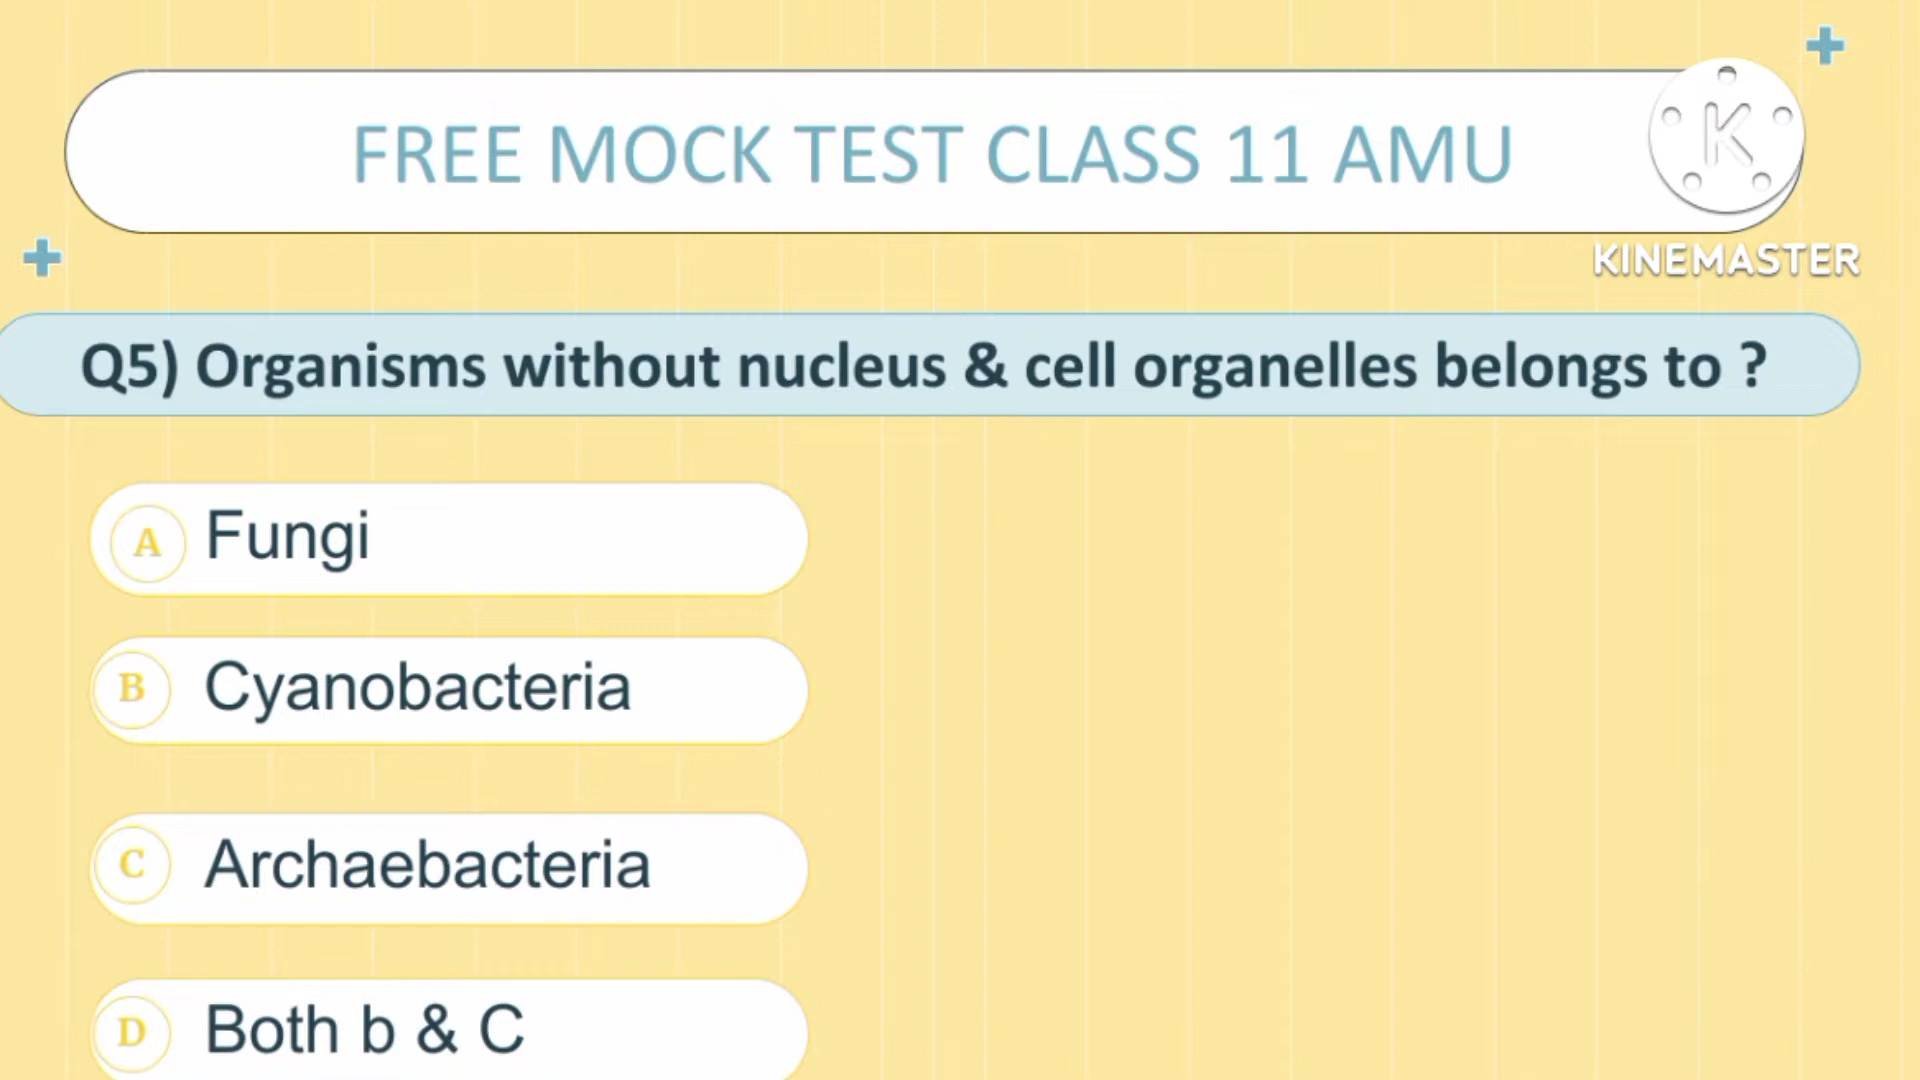 FREE MOCK TEST CLASS 11 AMU
K
KINEMASTER
Q5) Organisms without nucleus & cell organelles belongs to ?
A Fungi
B Cyanobacteria
C Archaebacteria
D Both b & C